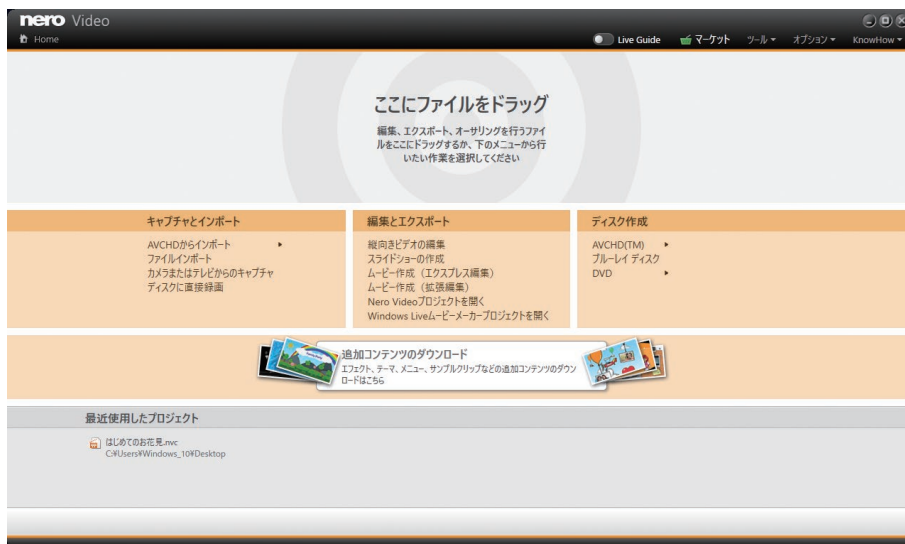 nero Video
Home
Live Guide
マーケット
ツール
オプション
KnowHow
ここにファイルをドラッグ
編集、エクスポート、オーサリングを行うファイ
ルをここにドラッグするか、下のメニューから行
いたい作業を選択してください
キャプチャとインポート
AVCHDからインポート
ファイルインポート
カメラまたはテレビからのキャプチャ
ディスクに直接録画
編集とエクスポート
縦向きビデオの編集
スライドショーの作成
ムービー作成（エクスプレス編集）
ムービー作成（拡張編集）
Nero Videoプロジェクトを開く
Windows Liveムービーメーカープロジェクトを開く
ディスク作成
AVCHD(TM)
ブルーレイ ディスク
DVD
追加コンテンツのダウンロード
エフェクト、テーマ、メニュー、サンプルクリップなどの追加コンテンツのダウン
ロードはこちら
最近使用したプロジェクト
はじめてのお花見.nvc
C:¥Users¥Windows_10¥Desktop